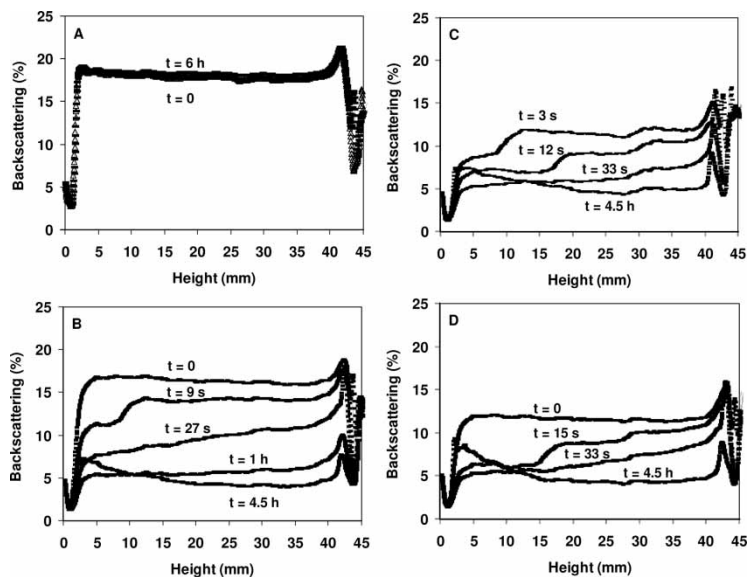 A
Backscattering (%)
25
20
15
10
5
0
t = 6 h
t = 0
0 5 10 15 20 25 30 35 40 45
Height (mm)
C
Backscattering (%)
25
20
15
10
5
0
t = 3 s
t = 12 s
t = 33 s
t = 4.5 h
0 5 10 15 20 25 30 35 40 45
Height (mm)
B
Backscattering (%)
25
20
15
10
5
0
t = 0
t = 9 s
t = 27 s
t = 1 h
t = 4.5 h
0 5 10 15 20 25 30 35 40 45
Height (mm)
D
Backscattering (%)
25
20
15
10
5
0
t=0
t = 15 s
t = 33 s
t = 4.5 h
0 5 10 15 20 25 30 35 40 45
Height (mm)